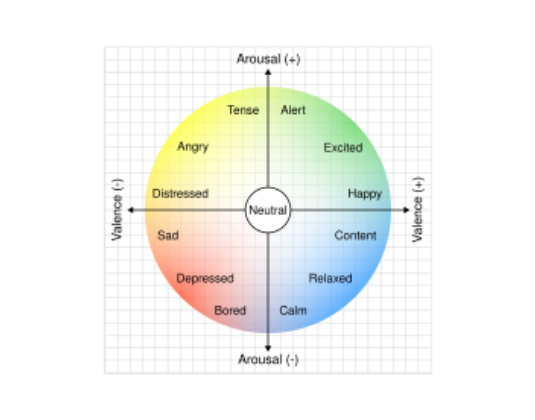 Arousal (+)
Tense
Alert
Angry
Excited
Distressed
Happy
Valence (-)
Neutral
Valence (+)
Sad
Content
Depressed
Relaxed
Bored
Calm
Arousal (-)